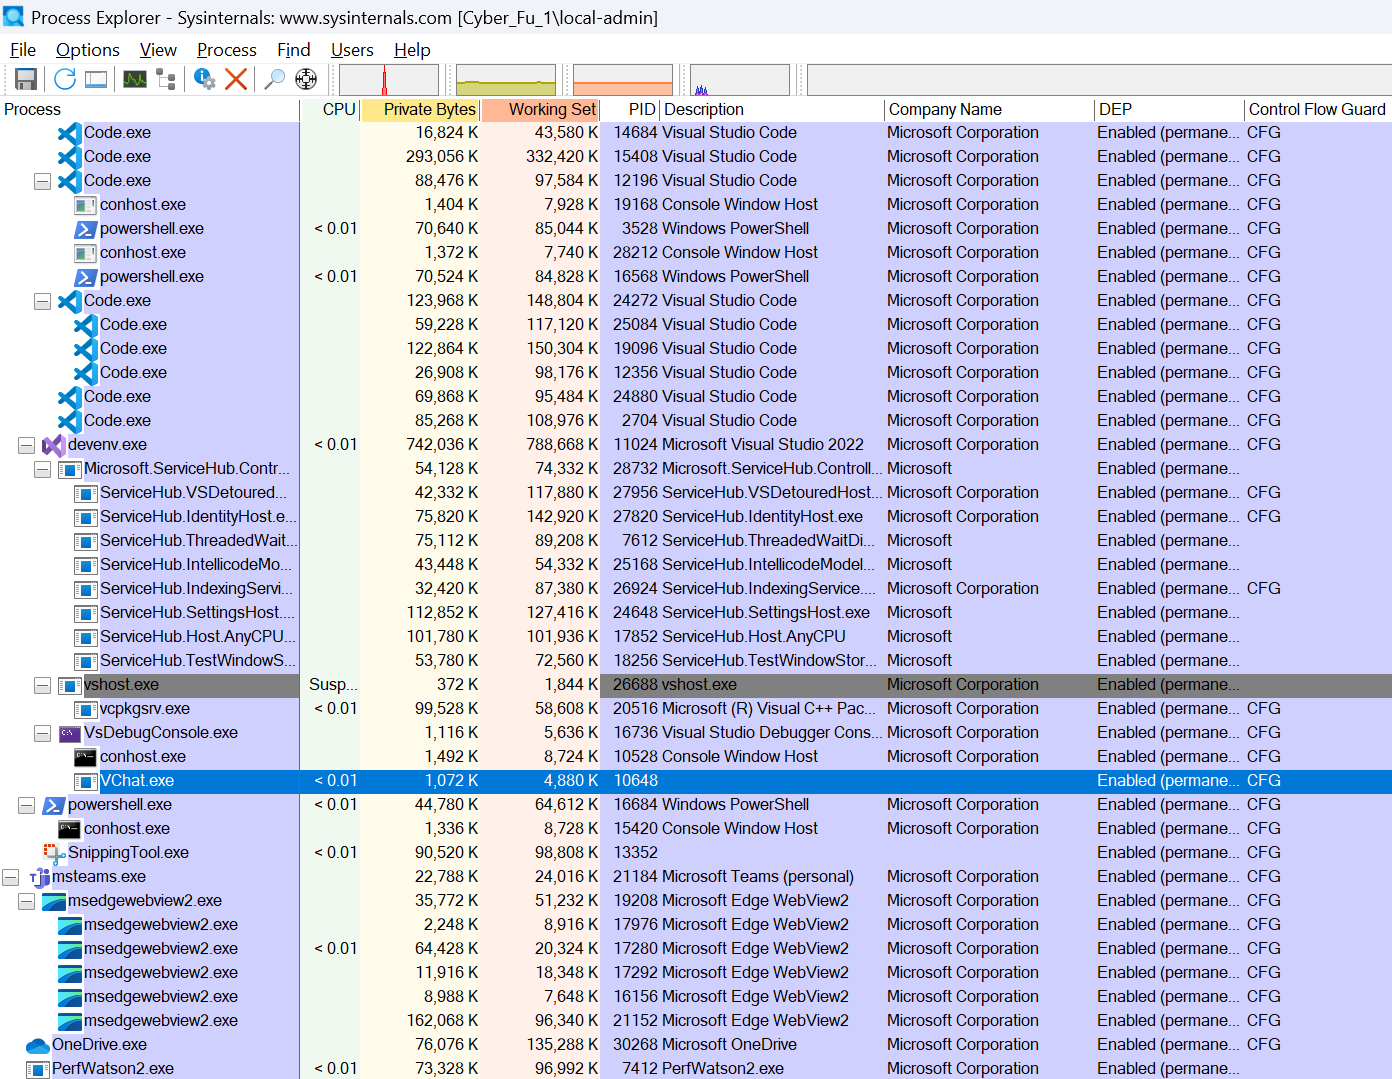 Process Explorer - Sysinternals: www.sysinternals.com [Cyber_Fu_1\local-admin]
File Options View Process Find Users Help
Process CPU Private Bytes Working Set PID Description Company Name DEP Control Flow Guard
Code.exe 16,824 K 43,580 K 14684 Visual Studio Code Microsoft Corporation Enabled (permane... CFG
Code.exe 293,056 K 332,420 K 15408 Visual Studio Code Microsoft Corporation Enabled (permane... CFG
Code.exe 88,476 K 97,584 K 12196 Visual Studio Code Microsoft Corporation Enabled (permane... CFG
conhost.exe 1,404 K 7,928 K 19168 Console Window Host Microsoft Corporation Enabled (permane... CFG
powershell.exe < 0.01 70,640 K 85,044 K 3528 Windows PowerShell Microsoft Corporation Enabled (permane... CFG
conhost.exe 1,372 K 7,740 K 28212 Console Window Host Microsoft Corporation Enabled (permane... CFG
powershell.exe < 0.01 70,524 K 84,828 K 16568 Windows PowerShell Microsoft Corporation Enabled (permane... CFG
Code.exe 123,968 K 148,804 K 24272 Visual Studio Code Microsoft Corporation Enabled (permane... CFG
Code.exe 59,228 K 117,120 K 25084 Visual Studio Code Microsoft Corporation Enabled (permane... CFG
Code.exe 122,864 K 150,304 K 19096 Visual Studio Code Microsoft Corporation Enabled (permane... CFG
Code.exe 26,908 K 98,176 K 12356 Visual Studio Code Microsoft Corporation Enabled (permane... CFG
Code.exe 69,868 K 95,484 K 24880 Visual Studio Code Microsoft Corporation Enabled (permane... CFG
Code.exe 85,268 K 108,976 K 2704 Visual Studio Code Microsoft Corporation Enabled (permane... CFG
devenv.exe < 0.01 742,036 K 788,668 K 11024 Microsoft Visual Studio 2022 Microsoft Corporation Enabled (permane... CFG
Microsoft.ServiceHub.Contr... 54,128 K 74,332 K 28732 Microsoft.ServiceHub.Controll... Microsoft Enabled (permane...
ServiceHub.VSDetoured... 42,332 K 117,880 K 27956 ServiceHub.VSDetouredHost... Microsoft Corporation Enabled (permane... CFG
ServiceHub.IdentityHost.e... 75,820 K 142,920 K 27820 ServiceHub.IdentityHost.exe Microsoft Corporation Enabled (permane... CFG
ServiceHub.ThreadedWait... 75,112 K 89,208 K 7612 ServiceHub.ThreadedWaitDi... Microsoft Enabled (permane...
ServiceHub.IntellicodeMo... 43,448 K 54,332 K 25168 ServiceHub.IntellicodeModel... Microsoft Enabled (permane...
ServiceHub.IndexingServi... 32,420 K 87,380 K 26924 ServiceHub.IndexingService.... Microsoft Corporation Enabled (permane... CFG
ServiceHub.SettingsHost.... 112,852 K 127,416 K 24648 ServiceHub.SettingsHost.exe Microsoft Enabled (permane...
ServiceHub.Host.AnyCPU... 101,780 K 101,936 K 17852 ServiceHub.Host.AnyCPU Microsoft Enabled (permane...
ServiceHub.TestWindowS... 53,780 K 72,560 K 18256 ServiceHub.TestWindowStor... Microsoft Enabled (permane...
vshost.exe Susp... 372 K 1,844 K 26688 vshost.exe Microsoft Corporation Enabled (permane...
vcpkgsrv.exe < 0.01 99,528 K 58,608 K 20516 Microsoft (R) Visual C++ Pac... Microsoft Corporation Enabled (permane... CFG
VsDebugConsole.exe 1,116 K 5,636 K 16736 Visual Studio Debugger Cons... Microsoft Corporation Enabled (permane... CFG
conhost.exe 1,492 K 8,724 K 10528 Console Window Host Microsoft Corporation Enabled (permane... CFG
VChat.exe < 0.01 1,072 K 4,880 K 10648 Enabled (permane... CFG
powershell.exe < 0.01 44,780 K 64,612 K 16684 Windows PowerShell Microsoft Corporation Enabled (permane... CFG
conhost.exe 1,336 K 8,728 K 15420 Console Window Host Microsoft Corporation Enabled (permane... CFG
SnippingTool.exe < 0.01 90,520 K 98,808 K 13352 Enabled (permane... CFG
msteams.exe 22,788 K 24,016 K 21184 Microsoft Teams (personal) Microsoft Corporation Enabled (permane... CFG
msedgewebview2.exe 35,772 K 51,232 K 19208 Microsoft Edge WebView2 Microsoft Corporation Enabled (permane... CFG
msedgewebview2.exe 2,248 K 8,916 K 17976 Microsoft Edge WebView2 Microsoft Corporation Enabled (permane... CFG
msedgewebview2.exe < 0.01 64,428 K 20,324 K 17280 Microsoft Edge WebView2 Microsoft Corporation Enabled (permane... CFG
msedgewebview2.exe 11,916 K 18,348 K 17292 Microsoft Edge WebView2 Microsoft Corporation Enabled (permane... CFG
msedgewebview2.exe 8,988 K 7,648 K 16156 Microsoft Edge WebView2 Microsoft Corporation Enabled (permane... CFG
msedgewebview2.exe 162,068 K 96,340 K 21152 Microsoft Edge WebView2 Microsoft Corporation Enabled (permane... CFG
OneDrive.exe 76,076 K 135,288 K 30268 Microsoft OneDrive Microsoft Corporation Enabled (permane... CFG
PerfWatson2.exe < 0.01 73,328 K 96,992 K 7412 PerfWatson2.exe Microsoft Corporation Enabled (permane...